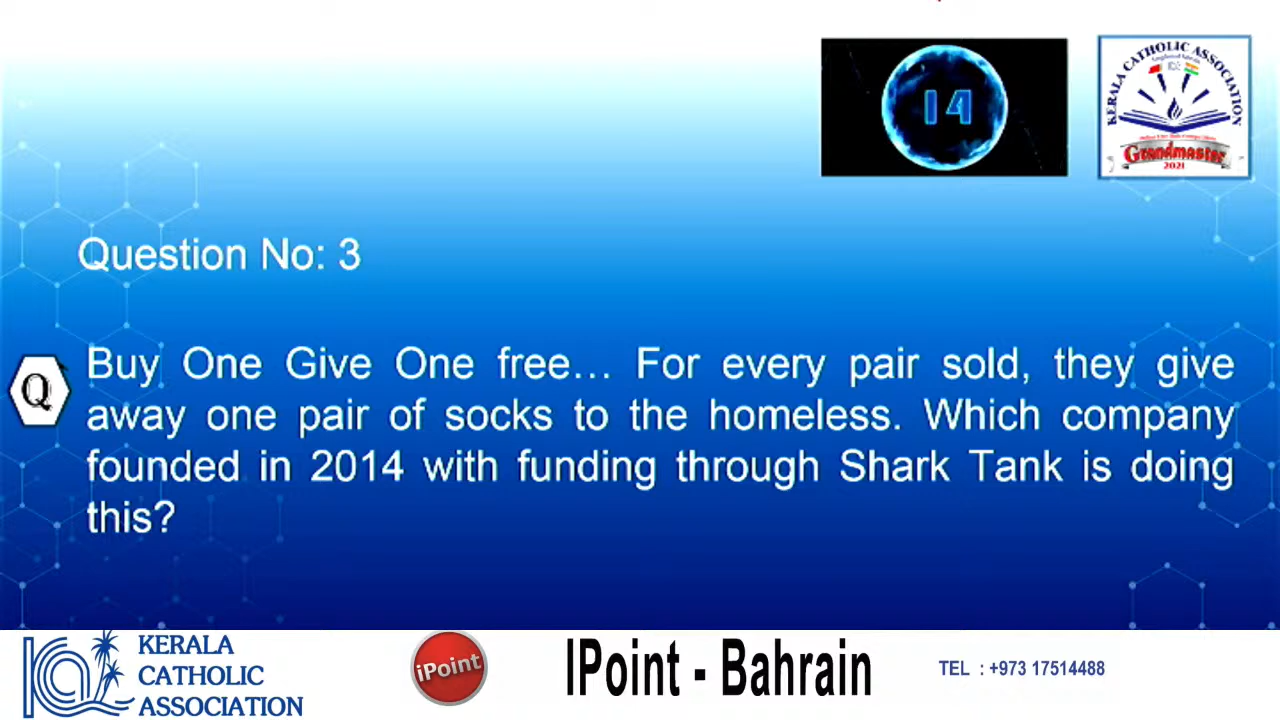 14
KERALA CATHOLIC ASSOCIATION
Grandmaster
2021
Question No: 3
Q
Buy One Give One free… For every pair sold, they give
away one pair of socks to the homeless. Which company
founded in 2014 with funding through Shark Tank is doing
this?
KERALA
CATHOLIC
ASSOCIATION
iPoint
IPoint - Bahrain
TEL : +973 17514488